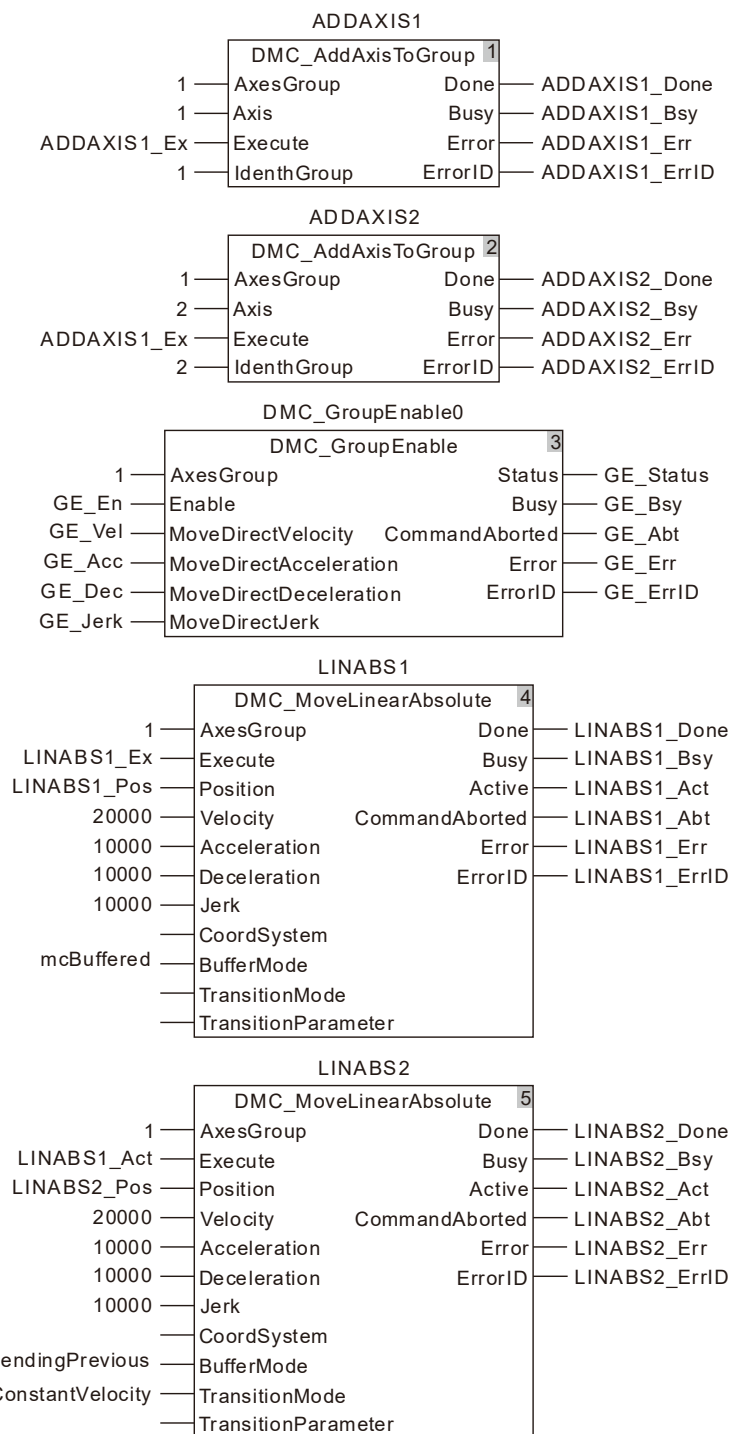 ADDAXIS1
DMC_AddAxisToGroup 1
1 AxesGroup Done ADDAXIS1_Done
1 Axis Busy ADDAXIS1_Bsy
ADDAXIS1_Ex Execute Error ADDAXIS1_Err
1 IdenthGroup ErrorID ADDAXIS1_ErrID
ADDAXIS2
DMC_AddAxisToGroup 2
1 AxesGroup Done ADDAXIS2_Done
2 Axis Busy ADDAXIS2_Bsy
ADDAXIS1_Ex Execute Error ADDAXIS2_Err
2 IdenthGroup ErrorID ADDAXIS2_ErrID
DMC_GroupEnable0
DMC_GroupEnable 3
1 AxesGroup Status GE_Status
GE_En Enable Busy GE_Bsy
GE_Vel MoveDirectVelocity CommandAborted GE_Abt
GE_Acc MoveDirectAcceleration Error GE_Err
GE_Dec MoveDirectDeceleration ErrorID GE_ErrID
GE_Jerk MoveDirectJerk
LINABS1
DMC_MoveLinearAbsolute 4
1 AxesGroup Done LINABS1_Done
LINABS1_Ex Execute Busy LINABS1_Bsy
LINABS1_Pos Position Active LINABS1_Act
20000 Velocity CommandAborted LINABS1_Abt
10000 Acceleration Error LINABS1_Err
10000 Deceleration ErrorID LINABS1_ErrID
10000 Jerk
CoordSystem
mcBuffered BufferMode
TransitionMode
TransitionParameter
LINABS2
DMC_MoveLinearAbsolute 5
1 AxesGroup Done LINABS2_Done
LINABS1_Act Execute Busy LINABS2_Bsy
LINABS2_Pos Position Active LINABS2_Act
20000 Velocity CommandAborted LINABS2_Abt
10000 Acceleration Error LINABS2_Err
10000 Deceleration ErrorID LINABS2_ErrID
10000 Jerk
CoordSystem
endingPrevious BufferMode
ConstantVelocity TransitionMode
TransitionParameter